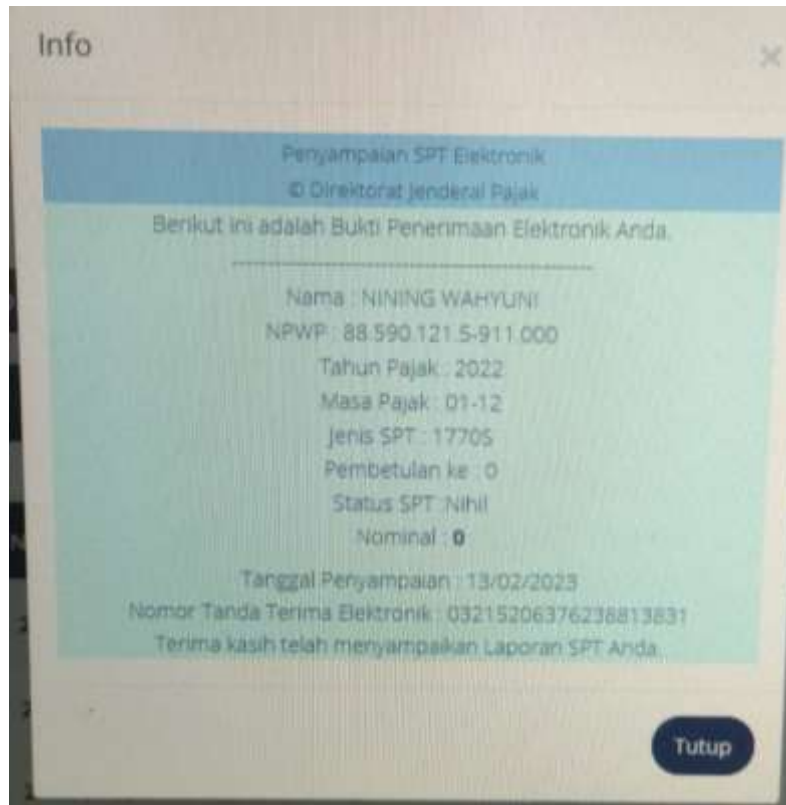 Info
×
Penyampaian SPT Elektronik
© Direktorat Jenderal Pajak
Berikut ini adalah Bukti Penerimaan Elektronik Anda.
--------------------------------------------------------
Nama : NINING WAHYUNI
NPWP : 88.590.121.5-911.000
Tahun Pajak : 2022
Masa Pajak : 01-12
Jenis SPT : 1770S
Pembetulan ke : 0
Status SPT :Nihil
Nominal : 0
Tanggal Penyampaian : 13/02/2023
Nomor Tanda Terima Elektronik : 03215206376238813831
Terima kasih telah menyampaikan Laporan SPT Anda.
Tutup